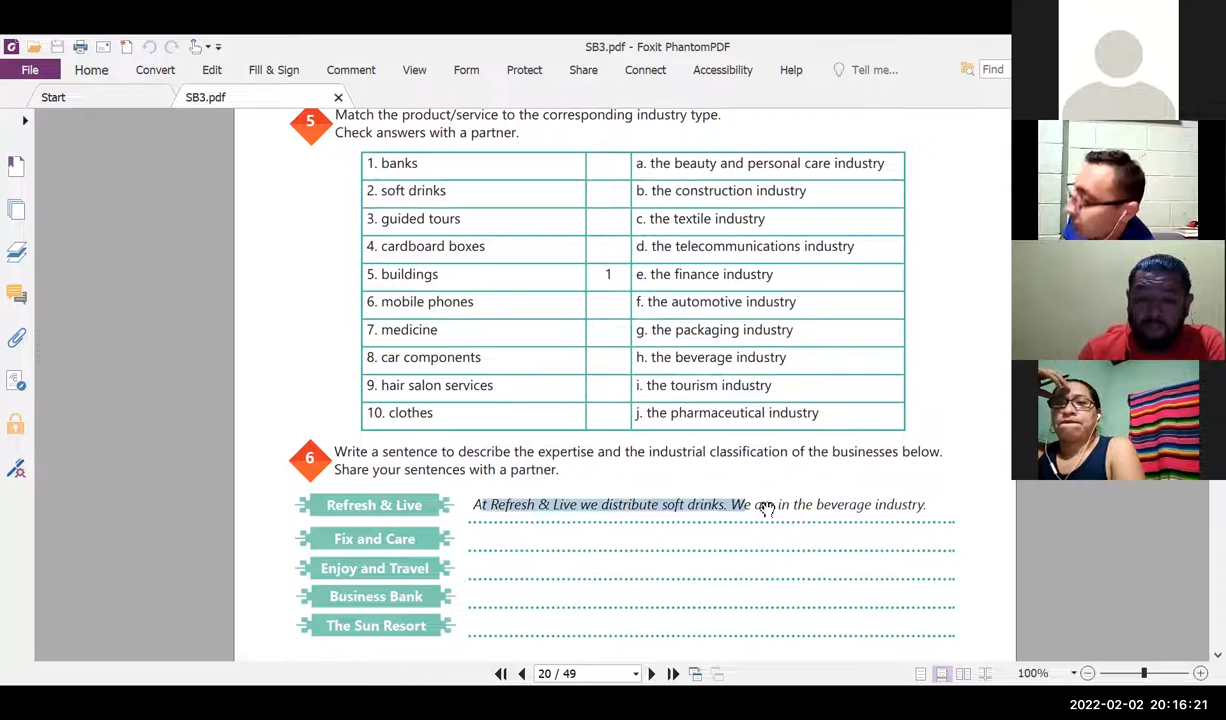 SB3.pdf - Foxit PhantomPDF
File Home Convert Edit Fill & Sign Comment View Form Protect Share Connect Accessibility Help Tell me... Find
Start SB3.pdf
5 Match the product/service to the corresponding industry type.
Check answers with a partner.
1. banks a. the beauty and personal care industry
2. soft drinks b. the construction industry
3. guided tours c. the textile industry
4. cardboard boxes d. the telecommunications industry
5. buildings 1 e. the finance industry
6. mobile phones f. the automotive industry
7. medicine g. the packaging industry
8. car components h. the beverage industry
9. hair salon services i. the tourism industry
10. clothes j. the pharmaceutical industry
6 Write a sentence to describe the expertise and the industrial classification of the businesses below.
Share your sentences with a partner.
Refresh & Live At Refresh & Live we distribute soft drinks. We are in the beverage industry.
Fix and Care
Enjoy and Travel
Business Bank
The Sun Resort
20 / 49 100%
2022-02-02 20:16:21